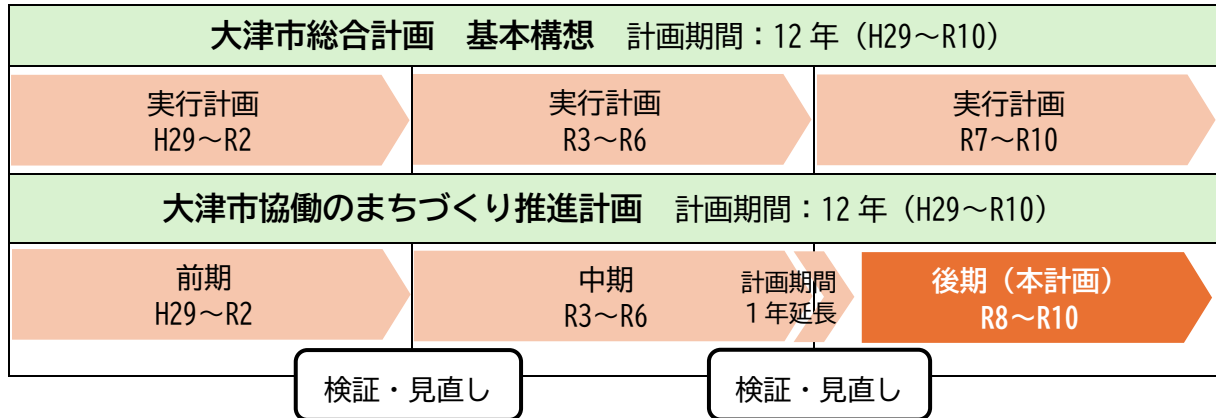 大津市総合計画　基本構想　計画期間：12年（H29～R10）
実行計画
H29～R2
実行計画
R3～R6
実行計画
R7～R10
大津市協働のまちづくり推進計画　計画期間：12年（H29～R10）
前期
H29～R2
中期
R3～R6
計画期間
１年延長
後期（本計画）
R8～R10
検証・見直し
検証・見直し